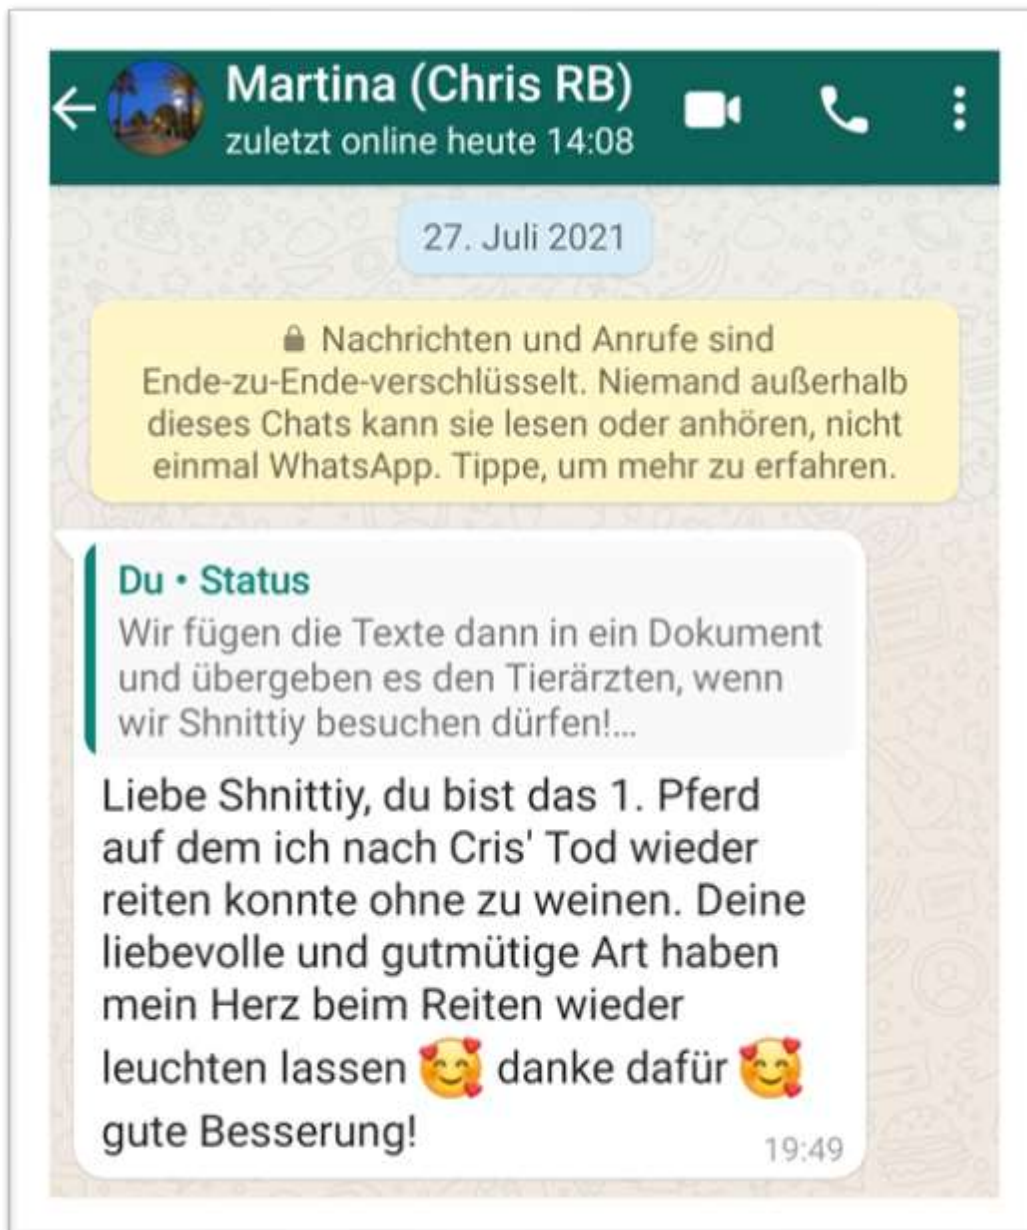 Martina (Chris RB)
zuletzt online heute 14:08
27. Juli 2021
Nachrichten und Anrufe sind
Ende-zu-Ende-verschlüsselt. Niemand außerhalb
dieses Chats kann sie lesen oder anhören, nicht
einmal WhatsApp. Tippe, um mehr zu erfahren.
Du • Status
Wir fügen die Texte dann in ein Dokument
und übergeben es den Tierärzten, wenn
wir Shnittiy besuchen dürfen!...
Liebe Shnittiy, du bist das 1. Pferd
auf dem ich nach Cris' Tod wieder
reiten konnte ohne zu weinen. Deine
liebevolle und gutmütige Art haben
mein Herz beim Reiten wieder
leuchten lassen 🥰 danke dafür 🥰
gute Besserung!
19:49